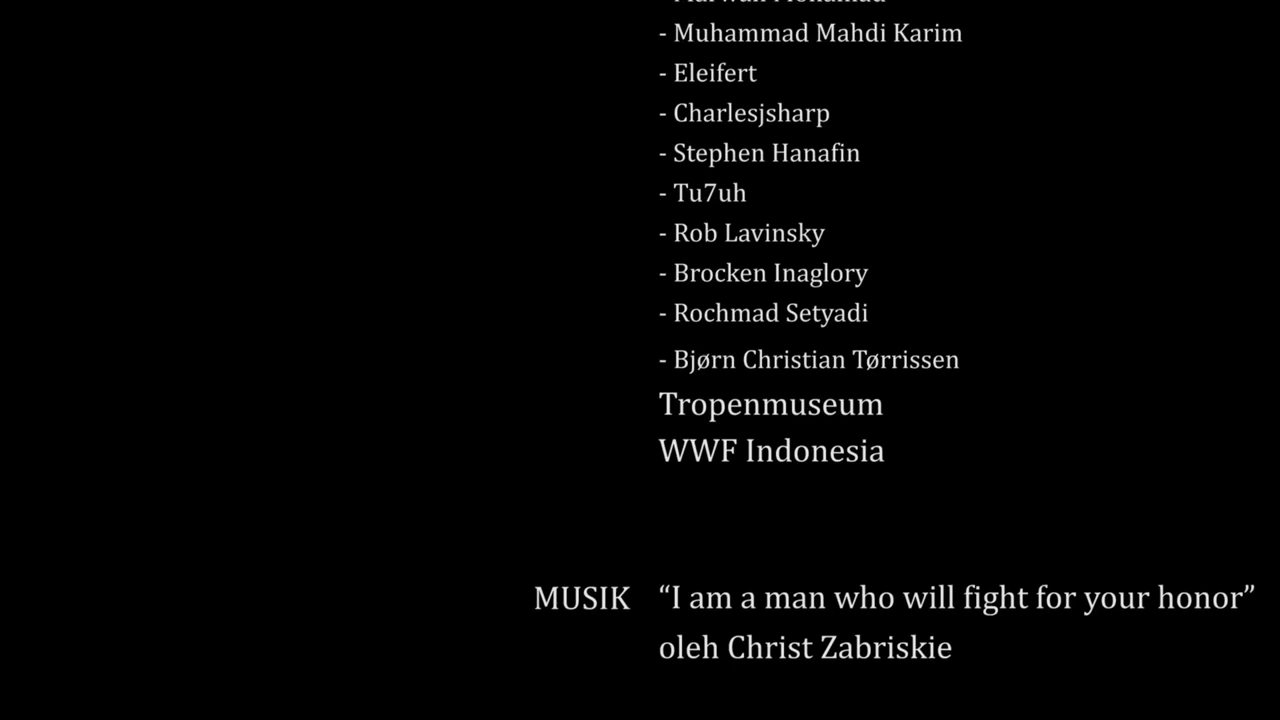 - Muhammad Mahdi Karim
- Eleifert
- Charlesjsharp
- Stephen Hanafin
- Tu7uh
- Rob Lavinsky
- Brocken Inaglory
- Rochmad Setyadi
- Bjørn Christian Tørrissen
Tropenmuseum
WWF Indonesia
MUSIK “I am a man who will fight for your honor”
oleh Christ Zabriskie